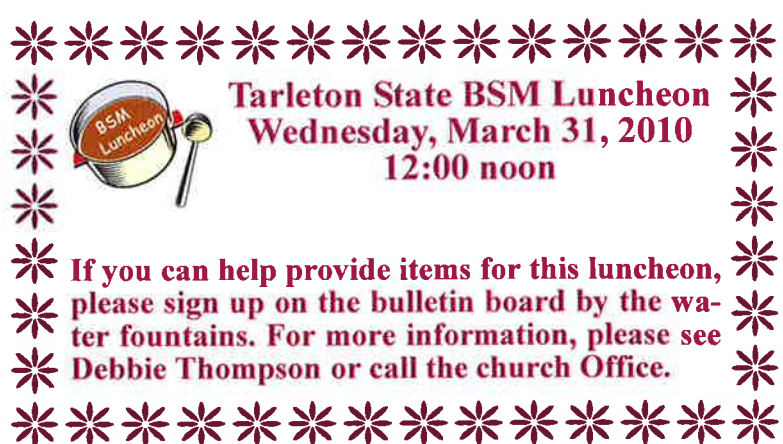 BSM
Luncheon
Tarleton State BSM Luncheon
Wednesday, March 31, 2010
12:00 noon
If you can help provide items for this luncheon,
please sign up on the bulletin board by the wa-
ter fountains. For more information, please see
Debbie Thompson or call the church Office.